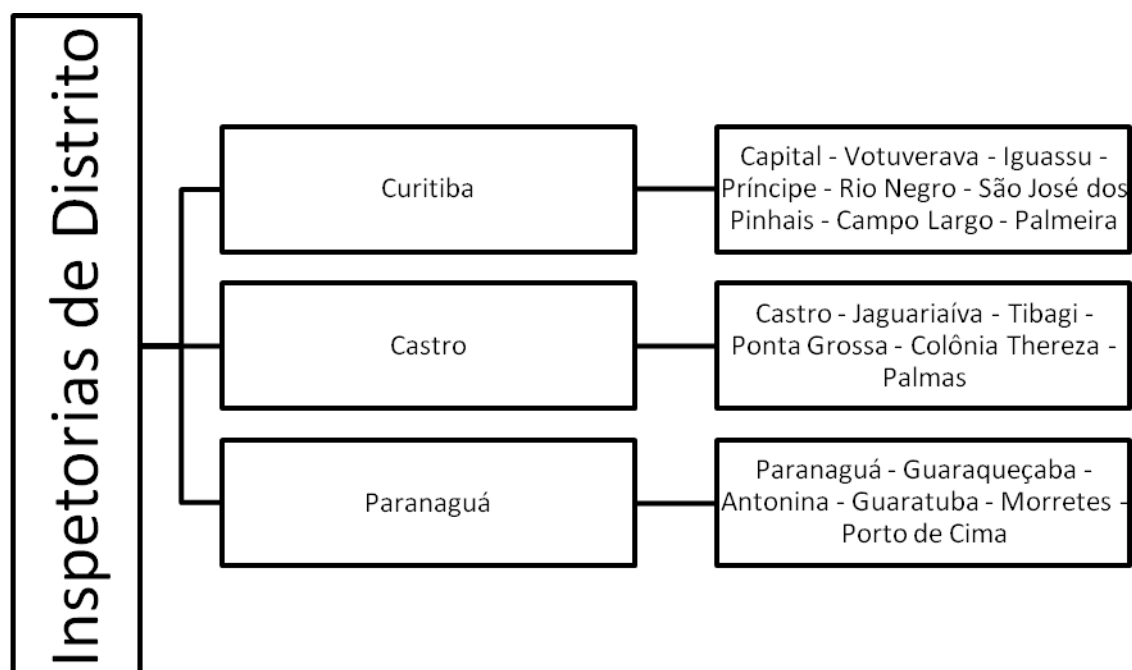 Inspetorias de Distrito
Curitiba
Capital - Votuverava - Iguassu -
Príncipe - Rio Negro - São José dos
Pinhais - Campo Largo - Palmeira
Castro
Castro - Jaguariaíva - Tibagi -
Ponta Grossa - Colônia Thereza -
Palmas
Paranaguá
Paranaguá - Guaraqueçaba -
Antonina - Guaratuba - Morretes -
Porto de Cima